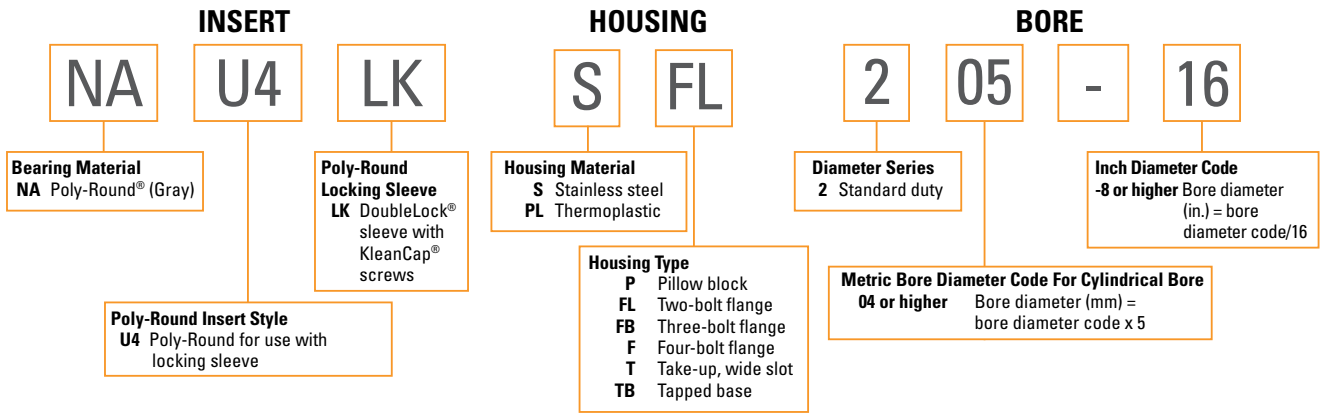 INSERT
HOUSING
BORE
NA
U4
LK
S
FL
2
05
-
16
Bearing Material
NA Poly-Round® (Gray)
Poly-Round Insert Style
U4 Poly-Round for use with
locking sleeve
Poly-Round
Locking Sleeve
LK DoubleLock®
sleeve with
KleanCap®
screws
Housing Material
S Stainless steel
PL Thermoplastic
Housing Type
P Pillow block
FL Two-bolt flange
FB Three-bolt flange
F Four-bolt flange
T Take-up, wide slot
TB Tapped base
Diameter Series
2 Standard duty
Metric Bore Diameter Code For Cylindrical Bore
04 or higher Bore diameter (mm) =
bore diameter code x 5
Inch Diameter Code
-8 or higher Bore diameter
(in.) = bore
diameter code/16